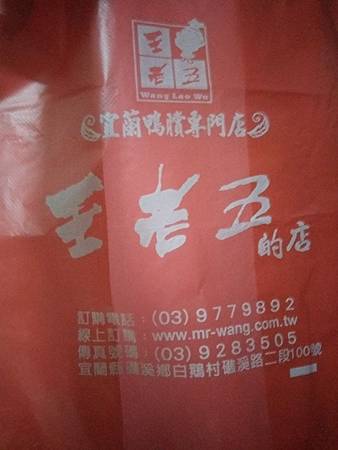 王
老五
Wang Lao Wu
宜蘭鴨賞專門店
王老五的店
訂購電話：(03)9779892
線上訂購：www.mr-wang.com.tw
傳真號碼：(03)9283505
宜蘭縣礁溪鄉白鵝村礁溪路二段100號